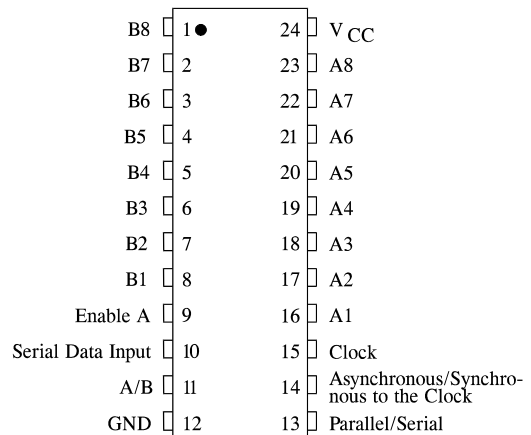 B8 1 24 VCC
B7 2 23 A8
B6 3 22 A7
B5 4 21 A6
B4 5 20 A5
B3 6 19 A4
B2 7 18 A3
B1 8 17 A2
Enable A 9 16 A1
Serial Data Input 10 15 Clock
A/B 11 14 Asynchronous/Synchro-
nous to the Clock
GND 12 13 Parallel/Serial